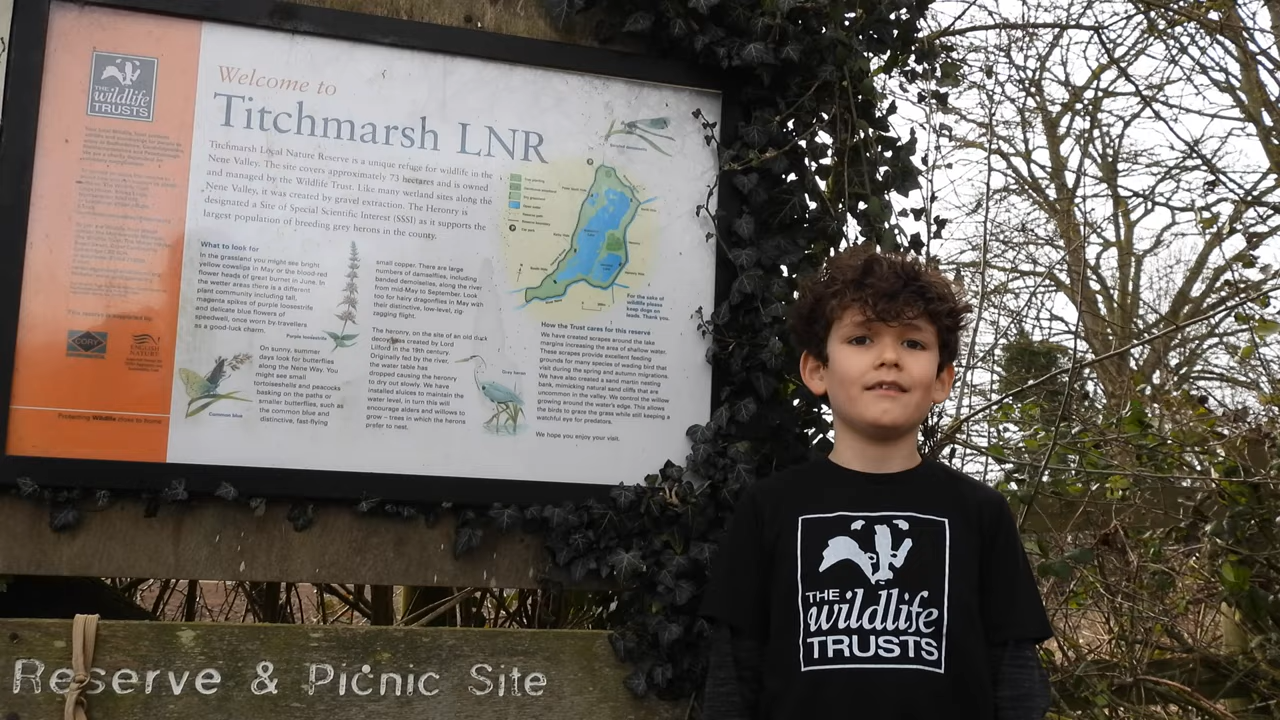 THE
wildlife
TRUSTS
Welcome to
Titchmarsh LNR
Titchmarsh Local Nature Reserve is a unique refuge for wildlife in the
Nene Valley. The site covers approximately 73 hectares and is owned
and managed by the Wildlife Trust. Like many wetland sites along the
Nene Valley, it was created by gravel extraction. The Heronry is
designated a Site of Special Scientific Interest (SSSI) as it supports the
largest population of breeding grey herons in the county.
What to look for
In the grassland you might see bright
yellow cowslips in May or the blood-red
flower heads of great burnet in June. In
the wetter areas there is a different
plant community including tall,
magenta spikes of purple loosestrife
and delicate blue flowers of
speedwell, once worn by travellers
as a good-luck charm.
Purple loosestrife
On sunny, summer
days look for butterflies
along the Nene Way. You
might see small
tortoiseshells and peacocks
basking on the paths or
smaller butterflies, such as
the common blue and
distinctive, fast-flying
Common blue
small copper. There are large
numbers of damselflies, including
banded demoiselles, along the river
from mid-May to September. Look
too for hairy dragonflies in May with
their distinctive, low-level, zig-
zagging flight.
The heronry, on the site of an old duck
decoy, was created by Lord
Lilford in the 19th century.
Originally fed by the river,
the water table has
dropped causing the heronry
to dry out slowly. We have
installed sluices to maintain the
water level, in turn this will
encourage alders and willows to
grow – trees in which the herons
prefer to nest.
Grey heron
For the sake of
wildlife please
keep dogs on
leads. Thank you.
How the Trust cares for this reserve
We have created scrapes around the lake
margins increasing the area of shallow water.
These scrapes provide excellent feeding
grounds for many species of wading bird that
visit during the spring and autumn migrations.
We have also created a sand martin nesting
bank, mimicking natural sand cliffs that are
uncommon in the valley. We control the willow
growing around the water's edge. This allows
the birds to graze the grass while still keeping a
watchful eye for predators.
We hope you enjoy your visit.
This reserve is supported by:
CORY
ENGLISH
NATURE
Protecting Wildlife close to home
Reserve & Picnic Site
THE
wildlife
TRUSTS